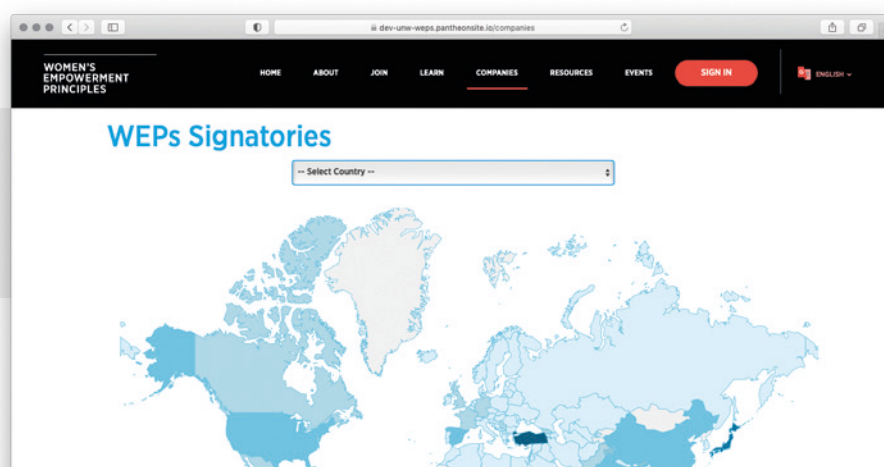 dev-unw-weps.pantheonsite.io/companies
WOMEN'S
EMPOWERMENT
PRINCIPLES
HOME ABOUT JOIN LEARN COMPANIES RESOURCES EVENTS SIGN IN ENGLISH
WEPs Signatories
-- Select Country --